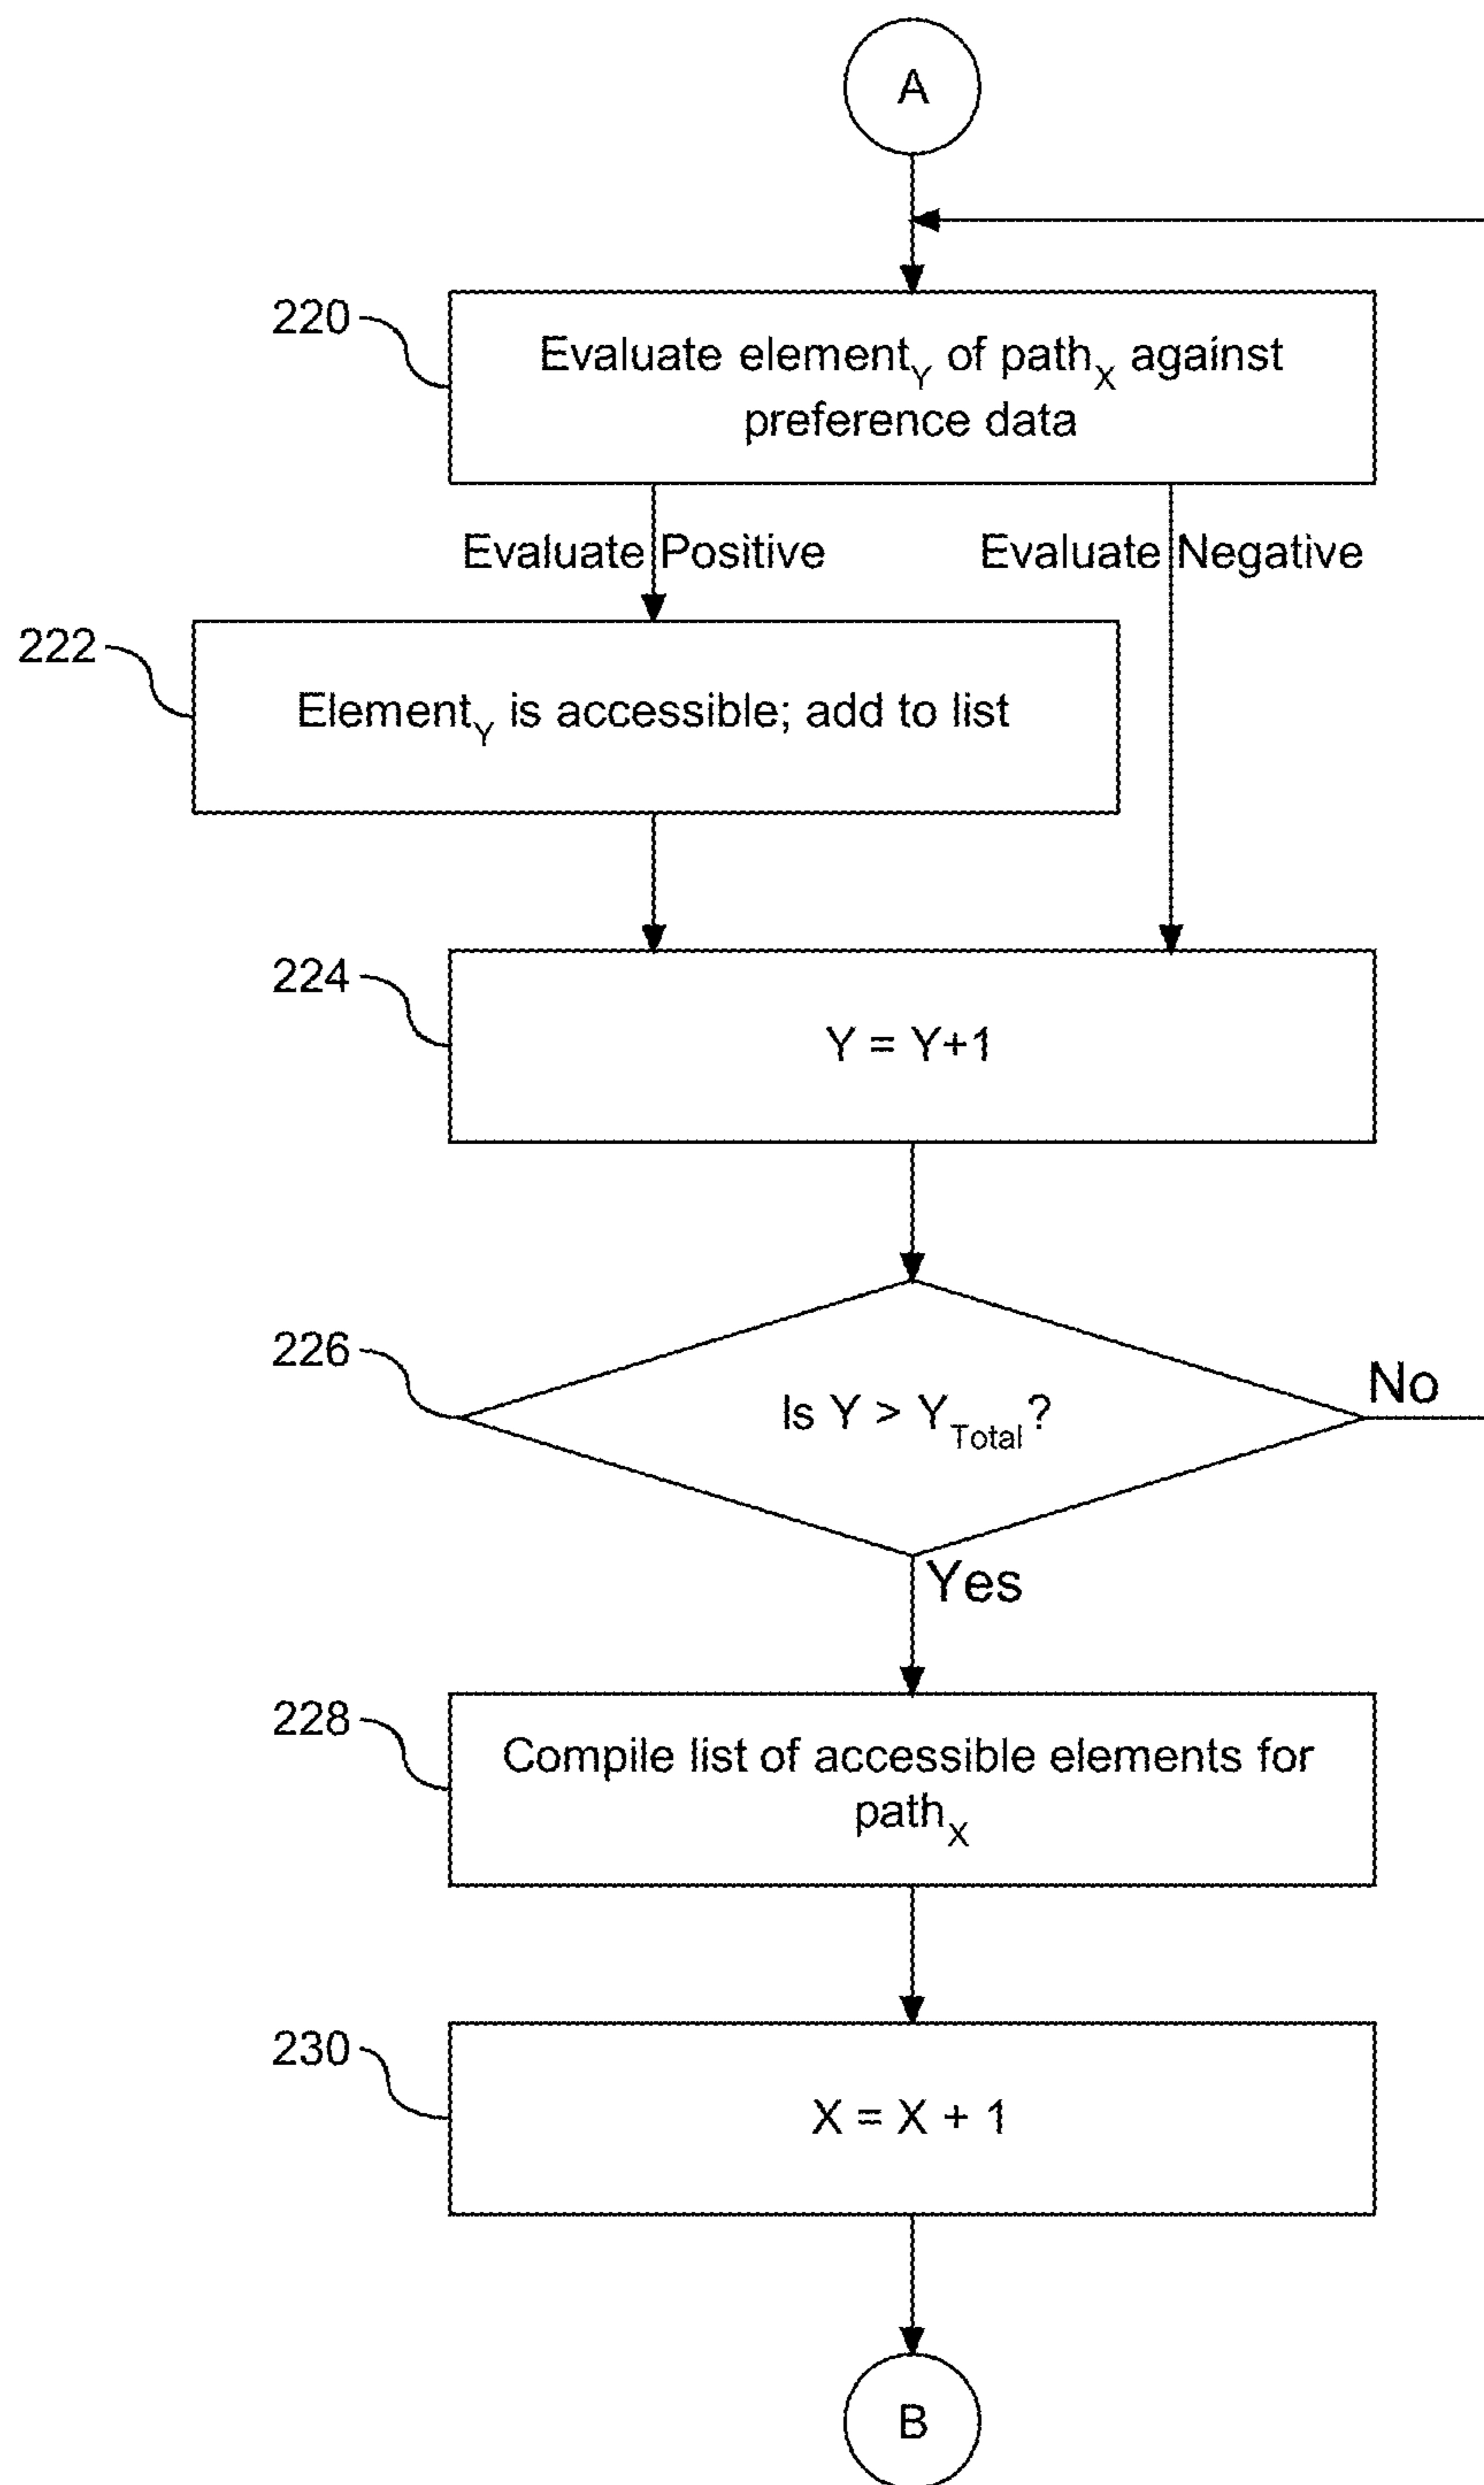 A
220
Evaluate elementY of pathX against
preference data
Evaluate Positive
Evaluate Negative
222
ElementY is accessible; add to list
224
Y = Y+1
226
Is Y > YTotal?
No
Yes
228
Compile list of accessible elements for
pathX
230
X = X + 1
B